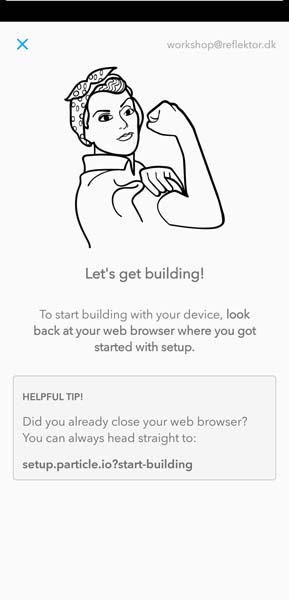 workshop@reflektor.dk
Let's get building!
To start building with your device, look
back at your web browser where you got
started with setup.
HELPFUL TIP!
Did you already close your web browser?
You can always head straight to:
setup.particle.io?start-building